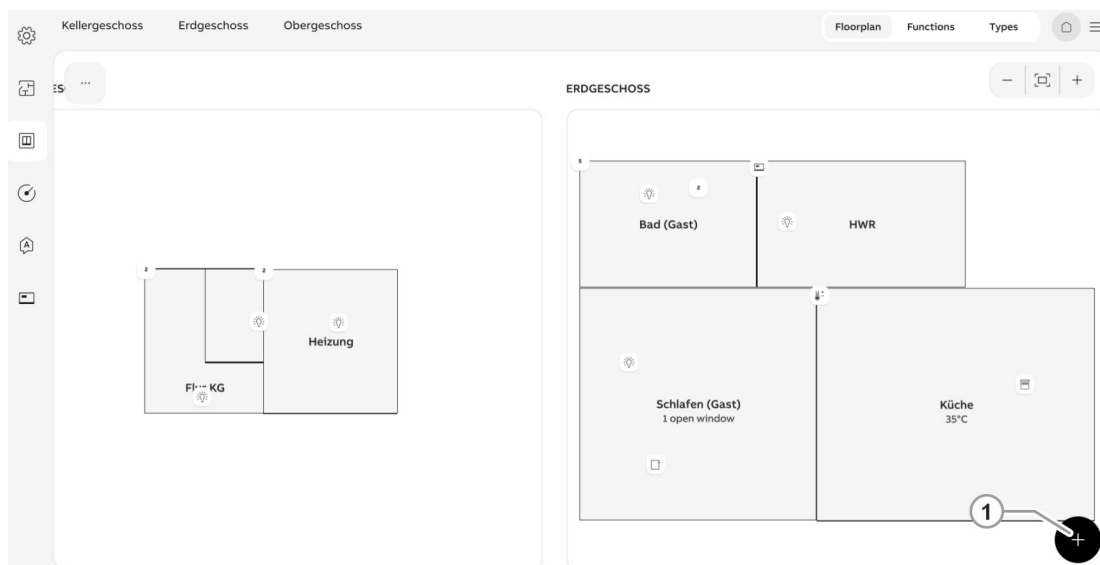 Kellergeschoss Erdgeschoss Obergeschoss
Floorplan Functions Types
ERDGESCHOSS
Bad (Gast)
HWR
Heizung
KG
Schlafen (Gast)
1 open window
Küche
35°C
1